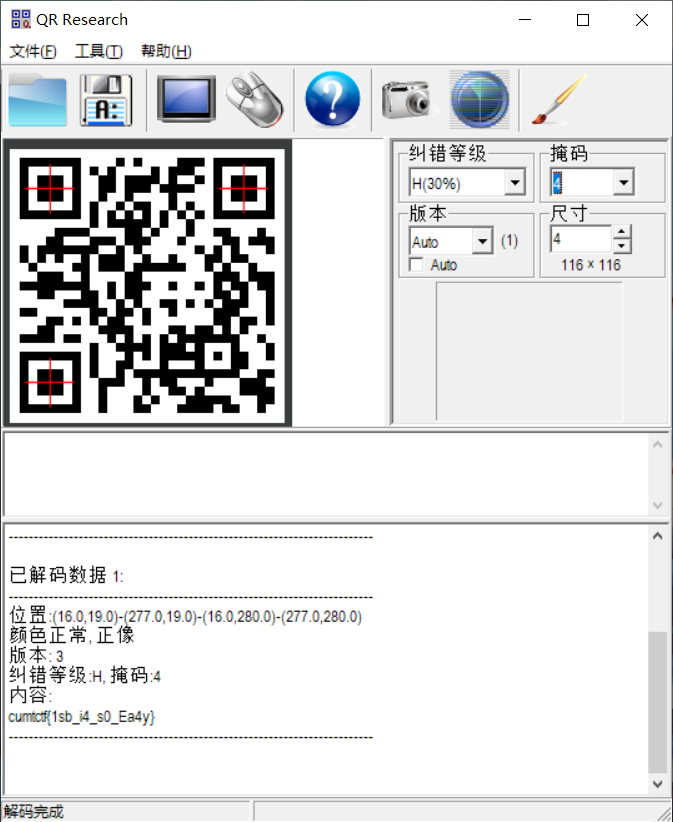 QR Research
文件(F) 工具(T) 帮助(H)
A:
?
纠错等级 掩码
H(30%) 4
版本 尺寸
Auto (1) 4
Auto 116 × 116
--------------------------------------------------------------------------------
已解码数据 1:
--------------------------------------------------------------------------------
位置:(16.0,19.0)-(277.0,19.0)-(16.0,280.0)-(277.0,280.0)
颜色正常, 正像
版本: 3
纠错等级:H, 掩码:4
内容:
cumtctf{1sb_i4_s0_Ea4y}
--------------------------------------------------------------------------------
解码完成